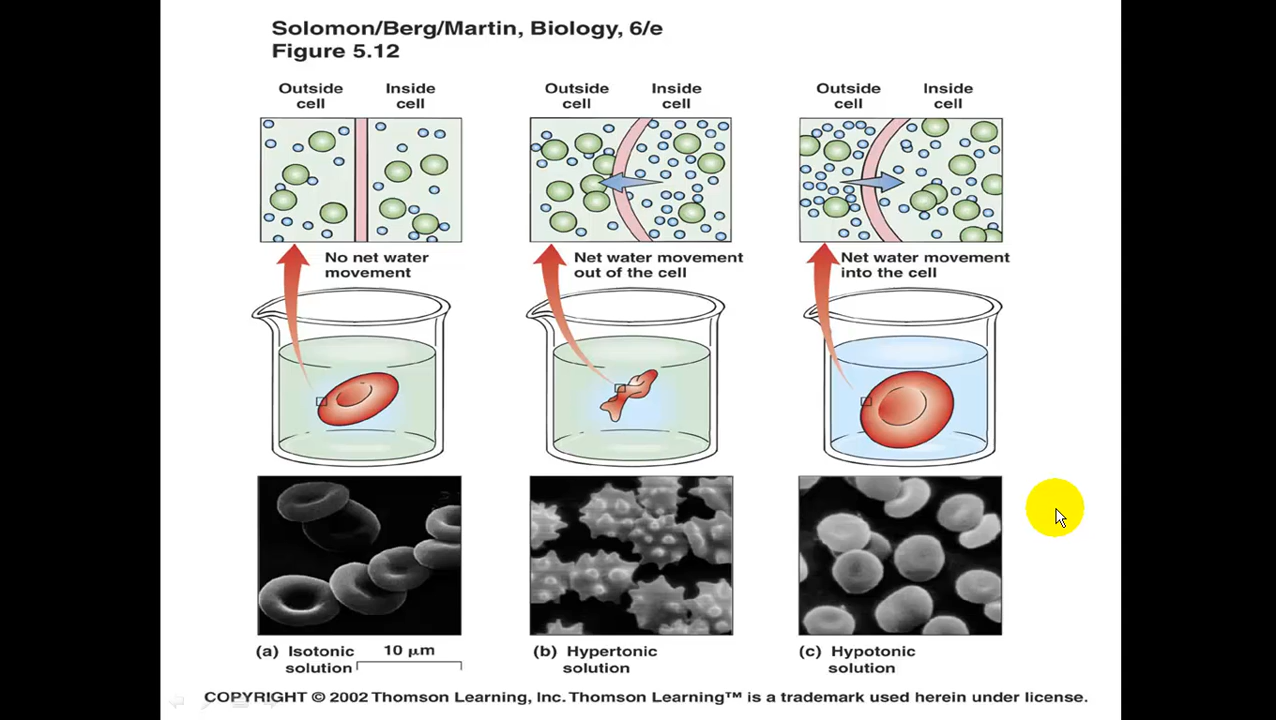 Solomon/Berg/Martin, Biology, 6/e
Figure 5.12
Outside
cell
Inside
cell
Outside
cell
Inside
cell
Outside
cell
Inside
cell
No net water
movement
Net water movement
out of the cell
Net water movement
into the cell
(a) Isotonic
solution
10 μm
(b) Hypertonic
solution
(c) Hypotonic
solution
COPYRIGHT © 2002 Thomson Learning, Inc. Thomson Learning™ is a trademark used herein under license.